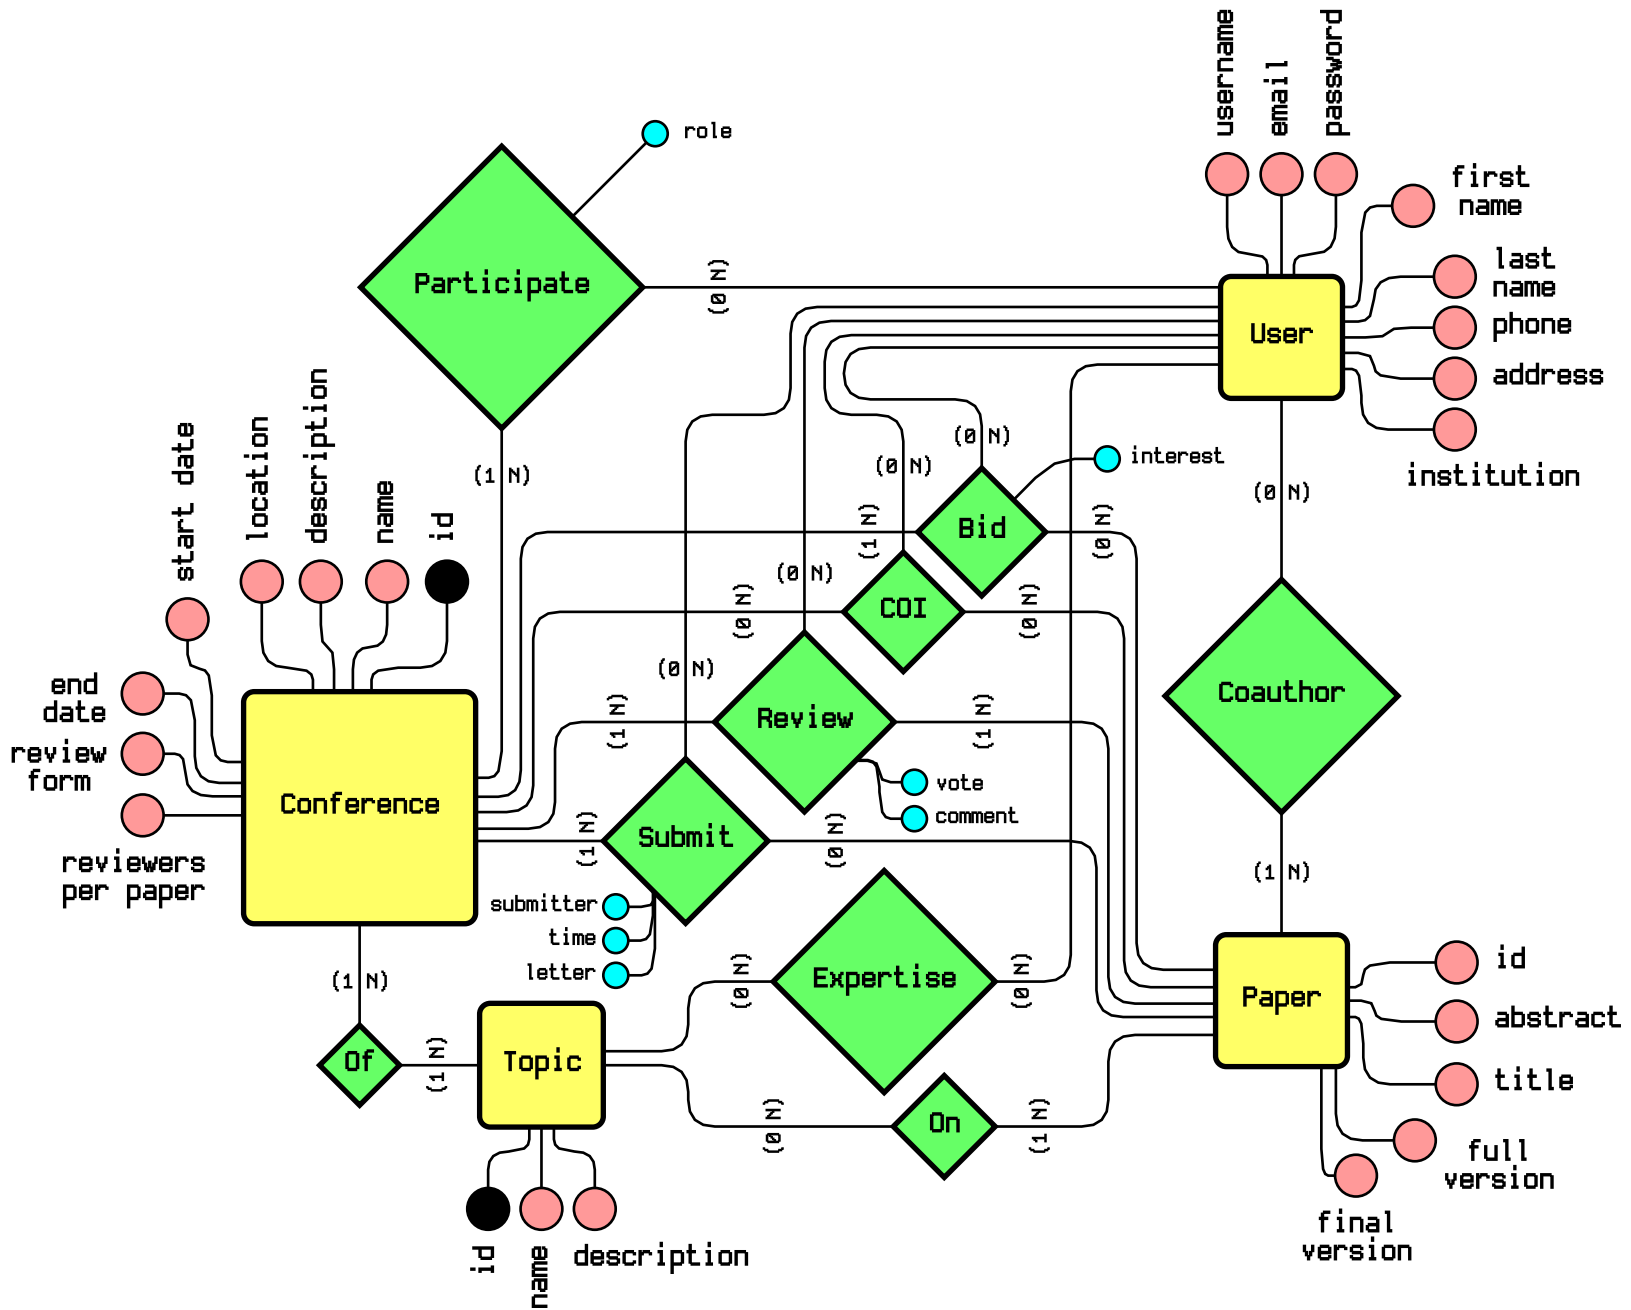 username
email
password
role
first
name
last
name
phone
address
institution
User
Participate
(0 N)
(1 N)
(0 N)
(0 N)
(0 N)
(0 N)
interest
Bid
(1 N)
(0 N)
COI
(0 N)
(0 N)
(0 N)
Review
(1 N)
(1 N)
vote
comment
Submit
(1 N)
(0 N)
submitter
time
letter
Coauthor
(1 N)
start date
location
description
name
id
end
date
review
form
reviewers
per paper
Conference
(1 N)
Of
(1 N)
Topic
id
name
description
Expertise
(0 N)
(0 N)
On
(0 N)
(1 N)
Paper
id
abstract
title
full
version
final
version